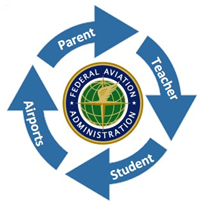 Parent
Teacher
Student
Airports
FEDERAL AVIATION
ADMINISTRATION